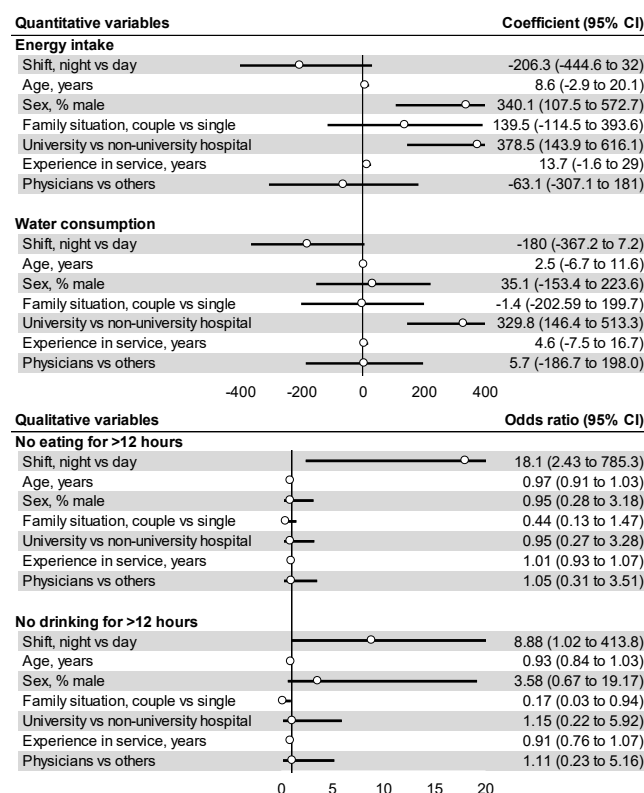 Quantitative variables Coefficient (95% CI)
Energy intake
Shift, night vs day -206.3 (-444.6 to 32)
Age, years 8.6 (-2.9 to 20.1)
Sex, % male 340.1 (107.5 to 572.7)
Family situation, couple vs single 139.5 (-114.5 to 393.6)
University vs non-university hospital 378.5 (143.9 to 616.1)
Experience in service, years 13.7 (-1.6 to 29)
Physicians vs others -63.1 (-307.1 to 181)
Water consumption
Shift, night vs day -180 (-367.2 to 7.2)
Age, years 2.5 (-6.7 to 11.6)
Sex, % male 35.1 (-153.4 to 223.6)
Family situation, couple vs single -1.4 (-202.59 to 199.7)
University vs non-university hospital 329.8 (146.4 to 513.3)
Experience in service, years 4.6 (-7.5 to 16.7)
Physicians vs others 5.7 (-186.7 to 198.0)
-400 -200 0 200 400
Qualitative variables Odds ratio (95% CI)
No eating for >12 hours
Shift, night vs day 18.1 (2.43 to 785.3)
Age, years 0.97 (0.91 to 1.03)
Sex, % male 0.95 (0.28 to 3.18)
Family situation, couple vs single 0.44 (0.13 to 1.47)
University vs non-university hospital 0.95 (0.27 to 3.28)
Experience in service, years 1.01 (0.93 to 1.07)
Physicians vs others 1.05 (0.31 to 3.51)
No drinking for >12 hours
Shift, night vs day 8.88 (1.02 to 413.8)
Age, years 0.93 (0.84 to 1.03)
Sex, % male 3.58 (0.67 to 19.17)
Family situation, couple vs single 0.17 (0.03 to 0.94)
University vs non-university hospital 1.15 (0.22 to 5.92)
Experience in service, years 0.91 (0.76 to 1.07)
Physicians vs others 1.11 (0.23 to 5.16)
0 5 10 15 20